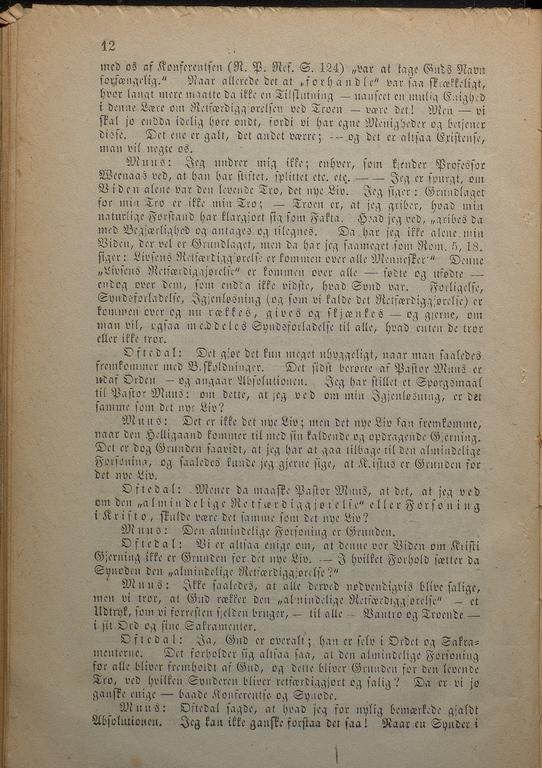 12
med os af Konferentsen (R. P. Ref. S. 124) „var at tage Guds Navn
forfængelig.“ Naar allerede det at „forhandle“ var saa skrækkeligt,
hvor langt mere maatte da ikke en Tilslutning — uanseet en mulig Enighed
i denne Lære om Retfærdiggjørelsen ved Troen — være det! Men — vi
skal jo endda idelig høre ondt, fordi vi har egne Menigheder og betjener
disse. Det ene er galt, det andet værre; — og det er altsaa Existense,
man vil negte os.
Muus: Jeg undrer mig ikke; enhver, som kjender Professor
Weenaas ved, at han har stiftet, splittet etc. etc. — — Jeg er spurgt, om
Viden alene var den levende Tro, det nye Liv. Jeg siger: Grundlaget
for min Tro er ikke min Tro; — Troen er, at jeg griber, hvad min
naturlige Forstand har klargjort sig som Fakta. Hvad jeg ved, „gribes da
med Begjærlighed og antages og tilegnes. Da har jeg ikke alene min
Viden, der vel er Grundlaget, men da har jeg saameget som Rom. 5, 18.
siger: Livsens Retfærdiggjørelse er kommen over alle Mennesker“ Denne
„Livsens Retfærdiggjørelse“ er kommen over alle — fødte og ufødte —
endog over dem, som endda ikke vidste, hvad Synd var. Forligelse,
Syndsforladelse, Igjenløsning (og som vi kalde det Retfærdiggjørelse) er
kommen over og nu rækkes, gives og skjænkes — og gjerne, om
man vil, ogsaa meddeles Syndsforladelse til alle, hvad enten de tror
eller ikke tror.
Oftedal: Det gjør det kun meget uhyggeligt, naar man saaledes
fremkommer med Beskyldninger. Det sidst berørte af Pastor Muus er
udaf Orden — og angaar Absolutionen. Jeg har stillet et Spørgsmaal
til Pastor Muus: om dette, at jeg ved om min Igjenløsning, er det
samme som det nye Liv?
Muus: Det er ikke det nye Liv; men det nye Liv kan fremkomme,
naar den Helligaand kommer til med sin kaldende og opdragende Gjerning.
Det er dog Grunden saavidt, at jeg har at gaa tilbage til den almindelige
Forsoning, og saaledes kunde jeg gjerne sige, at Kristus er Grunden for
det nye Liv.
Oftedal: Mener da maaske Pastor Muus, at det, at jeg ved
om den „almindelige Retfærdiggjørelse“ eller Forsoning
i Kristo, skulde være det samme som det nye Liv?
Muus: Den almindelige Forsoning er Grunden.
Oftedal: Vi er altsaa enige om, at denne vor Viden om Kristi
Gjerning ikke er Grunden for det nye Liv. — I hvilket Forhold sætter da
Synoden den „almindelige Retfærdiggjørelse?“
Muus: Ikke saaledes, at alle derved nødvendigvis blive salige,
men vi tror, at Gud rækker den „almindelige Retfærdiggjørelse“ — et
Udtryk, som vi forresten sjelden bruger, — til alle — Vantro og Troende —
i sit Ord og sine Sakramenter.
Oftedal: Ja, Gud er overalt; han er selv i Ordet og Sakra-
menterne. Det forholder sig altsaa saa, at den almindelige Forsoning
for alle bliver fremholdt af Gud, og dette bliver Grunden for den levende
Tro, ved hvilken Synderen bliver retfærdiggjort og salig? Da er vi jo
ganske enige — baade Konferentse og Synode.
Muus: Oftedal sagde, at hvad jeg for nylig bemærkede gjaldt
Absolutionen. Jeg kan ikke ganske forstaa det saa! Naar en Synder i